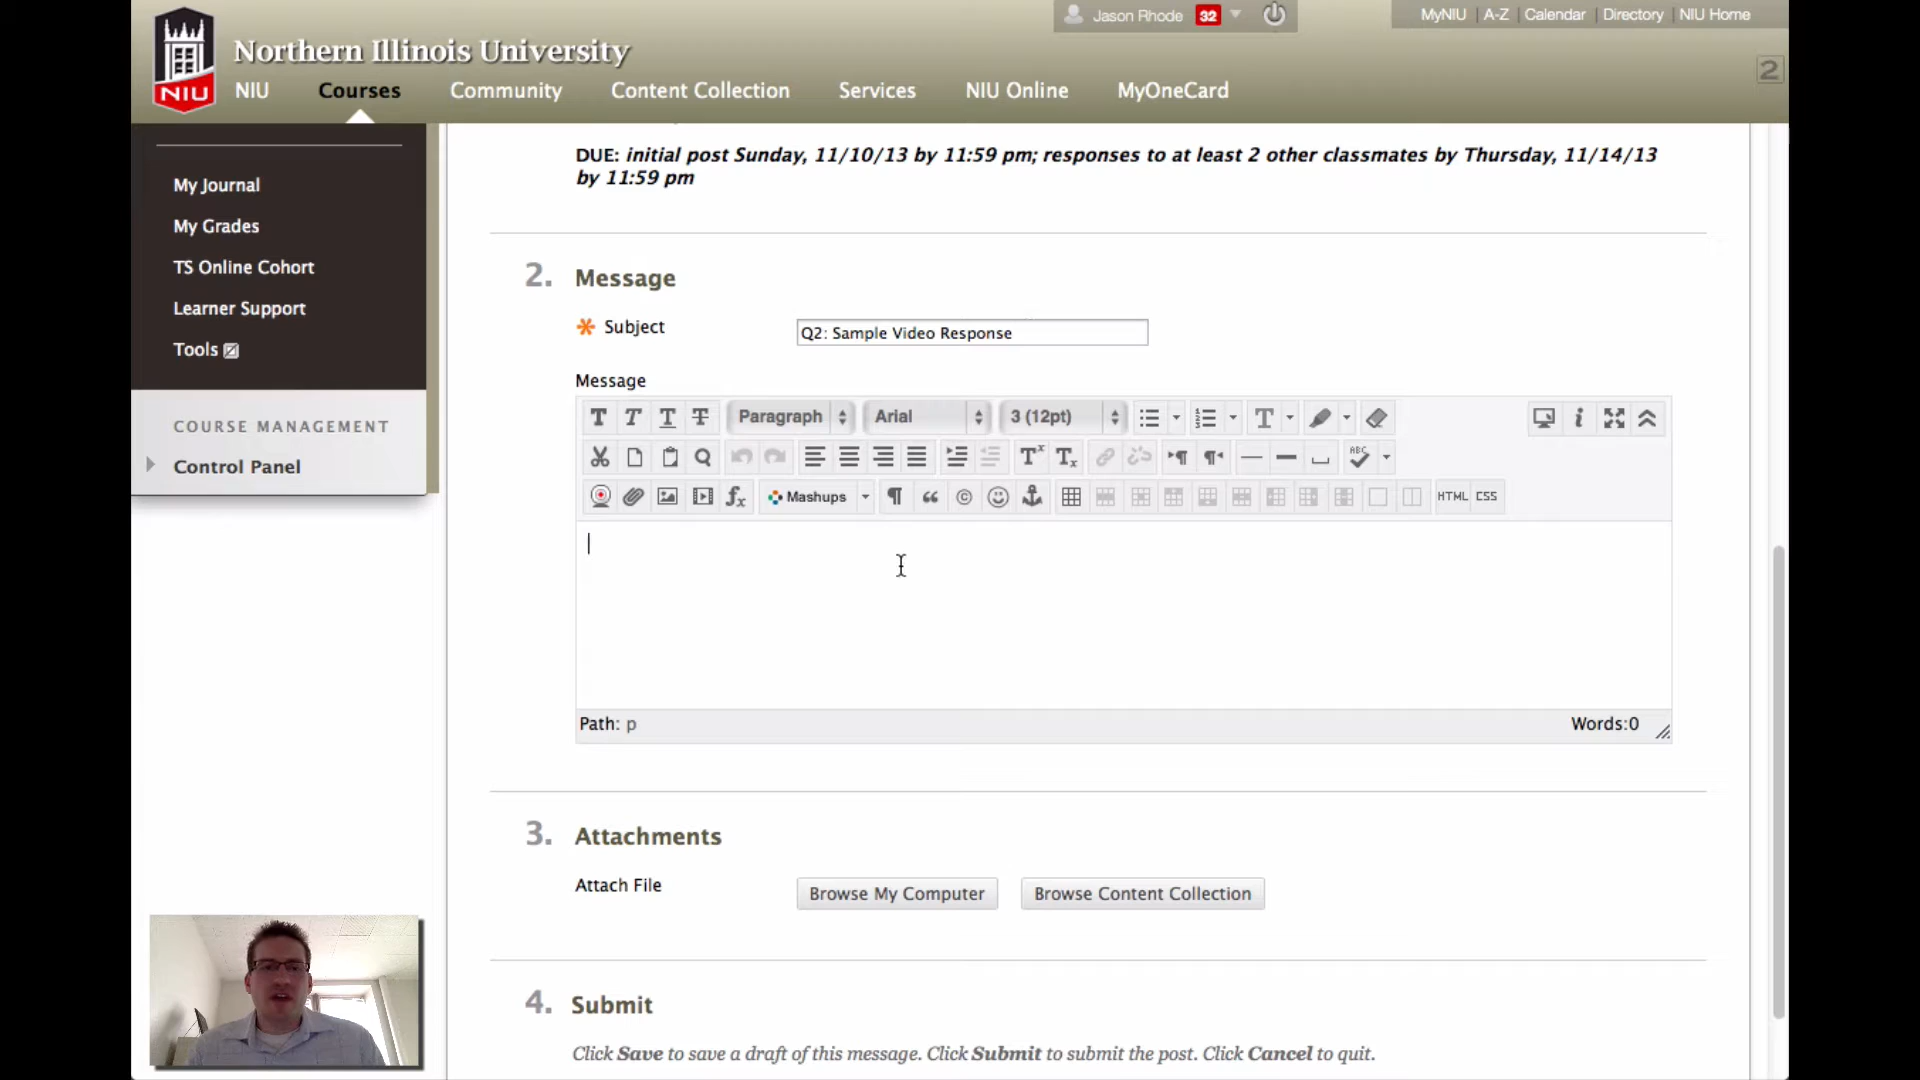 Jason Rhode 32
MyNIU A-Z Calendar Directory NIU Home
Northern Illinois University
NIU
NIU Courses Community Content Collection Services NIU Online MyOneCard
2
My Journal
My Grades
TS Online Cohort
Learner Support
Tools
COURSE MANAGEMENT
Control Panel
DUE: initial post Sunday, 11/10/13 by 11:59 pm; responses to at least 2 other classmates by Thursday, 11/14/13
by 11:59 pm
2. Message
Subject Q2: Sample Video Response
Message
T T T T Paragraph Arial 3 (12pt) T i
Tx Tx ¶ ¶ ABC
fx Mashups ¶ “ © HTML CSS
Path: p Words:0
3. Attachments
Attach File Browse My Computer Browse Content Collection
4. Submit
Click Save to save a draft of this message. Click Submit to submit the post. Click Cancel to quit.